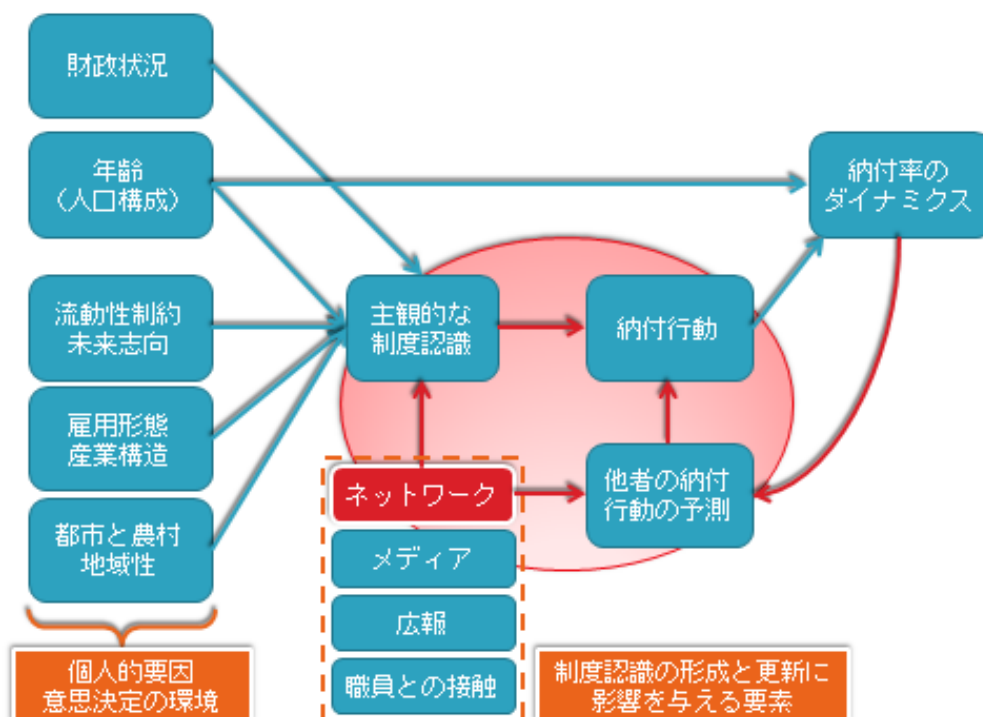 財政状況
年齢
(人口構成)
流動性制約
未来志向
雇用形態
産業構造
都市と農村
地域性
個人的要因
意思決定の環境
主観的な
制度認識
ネットワーク
メディア
広報
職員との接触
納付行動
他者の納付
行動の予測
制度認識の形成と更新に
影響を与える要素
納付率の
ダイナミクス